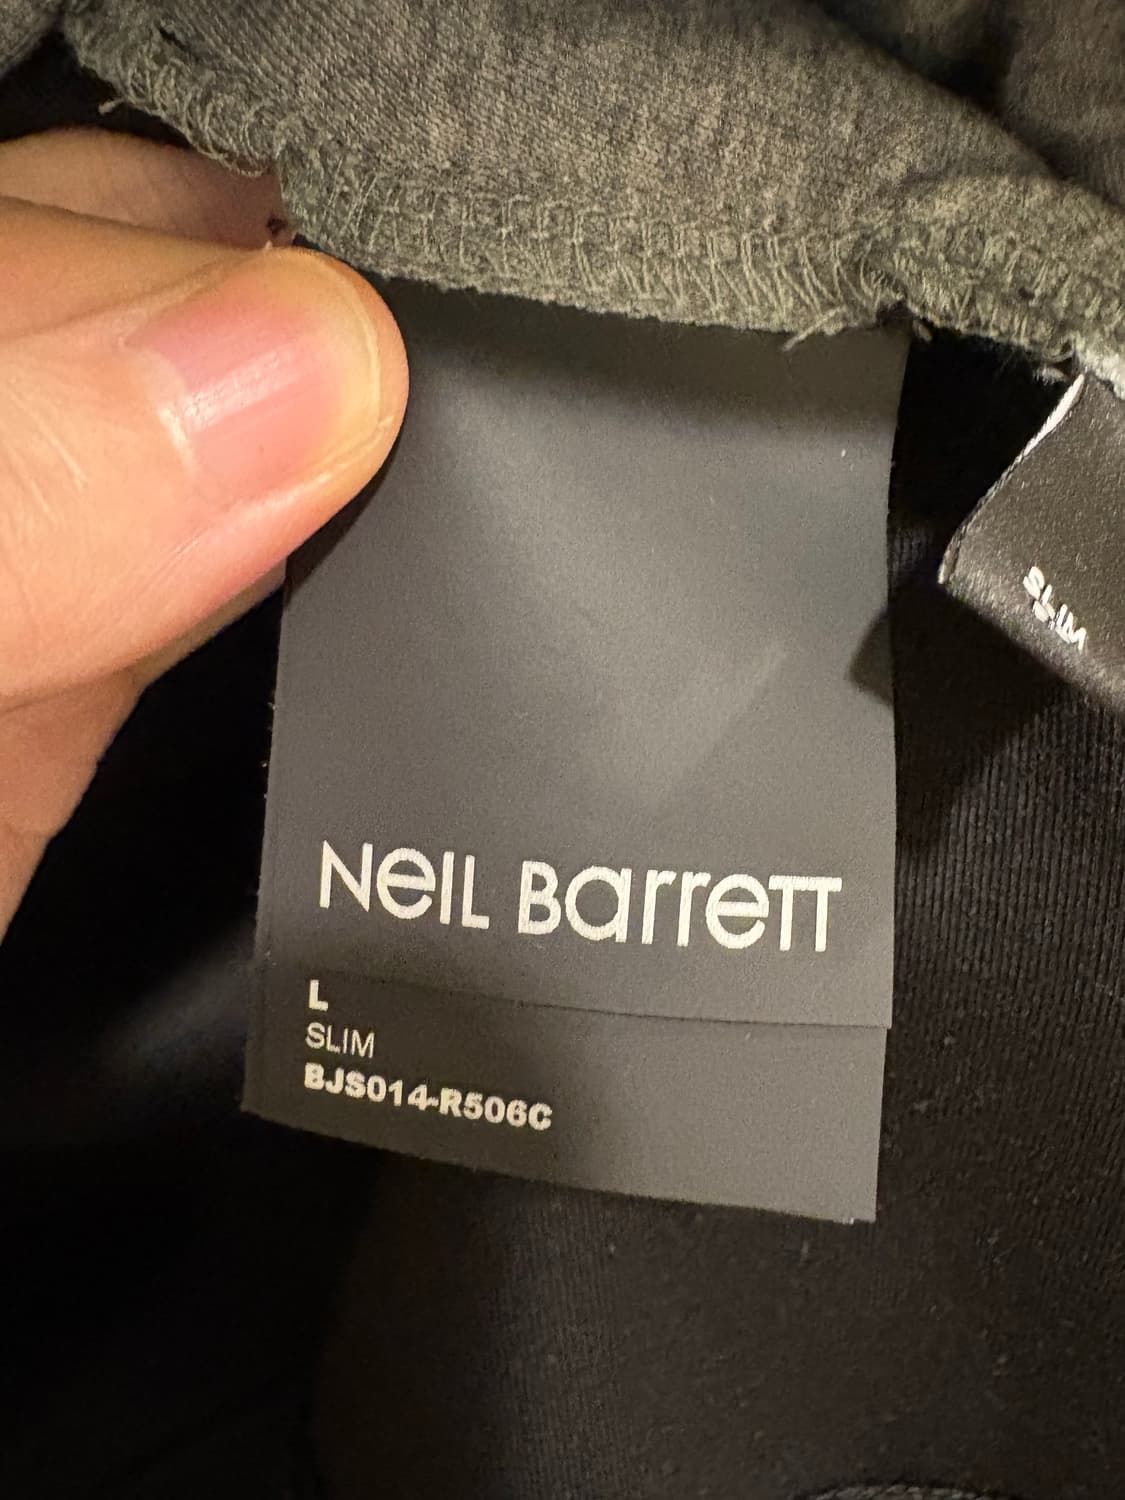 Neil Barrett
L
SLIM
BJS014-R506C
SLIM